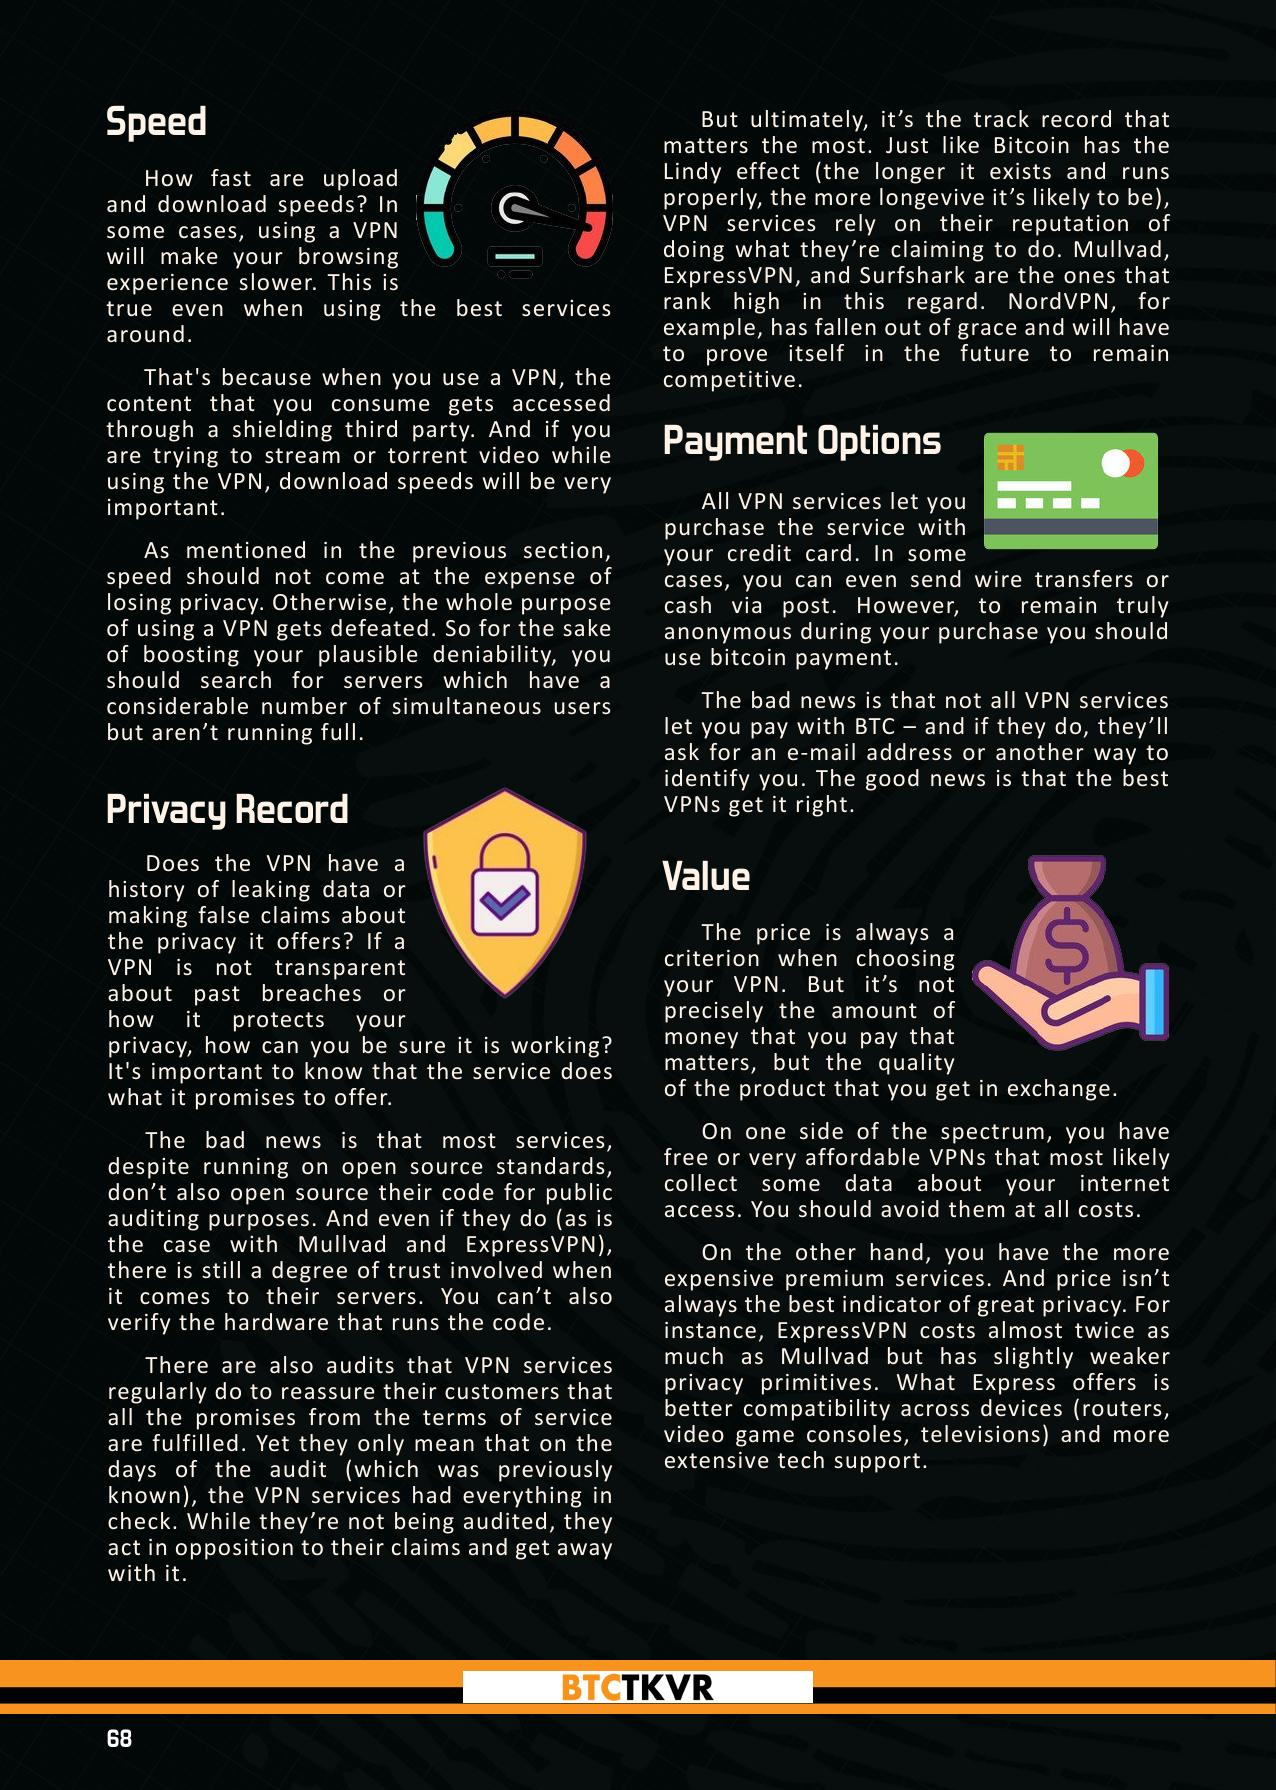 Speed
How fast are upload
and download speeds? In
some cases, using a VPN
will make your browsing
experience slower. This is
true even when using the best services
around.
That's because when you use a VPN, the
content that you consume gets accessed
through a shielding third party. And if you
are trying to stream or torrent video while
using the VPN, download speeds will be very
important.
As mentioned in the previous section,
speed should not come at the expense of
losing privacy. Otherwise, the whole purpose
of using a VPN gets defeated. So for the sake
of boosting your plausible deniability, you
should search for servers which have a
considerable number of simultaneous users
but aren’t running full.
Privacy Record
Does the VPN have a
history of leaking data or
making false claims about
the privacy it offers? If a
VPN is not transparent
about past breaches or
how it protects your
privacy, how can you be sure it is working?
It's important to know that the service does
what it promises to offer.
The bad news is that most services,
despite running on open source standards,
don’t also open source their code for public
auditing purposes. And even if they do (as is
the case with Mullvad and ExpressVPN),
there is still a degree of trust involved when
it comes to their servers. You can’t also
verify the hardware that runs the code.
There are also audits that VPN services
regularly do to reassure their customers that
all the promises from the terms of service
are fulfilled. Yet they only mean that on the
days of the audit (which was previously
known), the VPN services had everything in
check. While they’re not being audited, they
act in opposition to their claims and get away
with it.
But ultimately, it’s the track record that
matters the most. Just like Bitcoin has the
Lindy effect (the longer it exists and runs
properly, the more longevive it’s likely to be),
VPN services rely on their reputation of
doing what they’re claiming to do. Mullvad,
ExpressVPN, and Surfshark are the ones that
rank high in this regard. NordVPN, for
example, has fallen out of grace and will have
to prove itself in the future to remain
competitive.
Payment Options
All VPN services let you
purchase the service with
your credit card. In some
cases, you can even send wire transfers or
cash via post. However, to remain truly
anonymous during your purchase you should
use bitcoin payment.
The bad news is that not all VPN services
let you pay with BTC – and if they do, they’ll
ask for an e-mail address or another way to
identify you. The good news is that the best
VPNs get it right.
Value
The price is always a
criterion when choosing
your VPN. But it’s not
precisely the amount of
money that you pay that
matters, but the quality
of the product that you get in exchange.
On one side of the spectrum, you have
free or very affordable VPNs that most likely
collect some data about your internet
access. You should avoid them at all costs.
On the other hand, you have the more
expensive premium services. And price isn’t
always the best indicator of great privacy. For
instance, ExpressVPN costs almost twice as
much as Mullvad but has slightly weaker
privacy primitives. What Express offers is
better compatibility across devices (routers,
video game consoles, televisions) and more
extensive tech support.
$
BTCTKVR
68